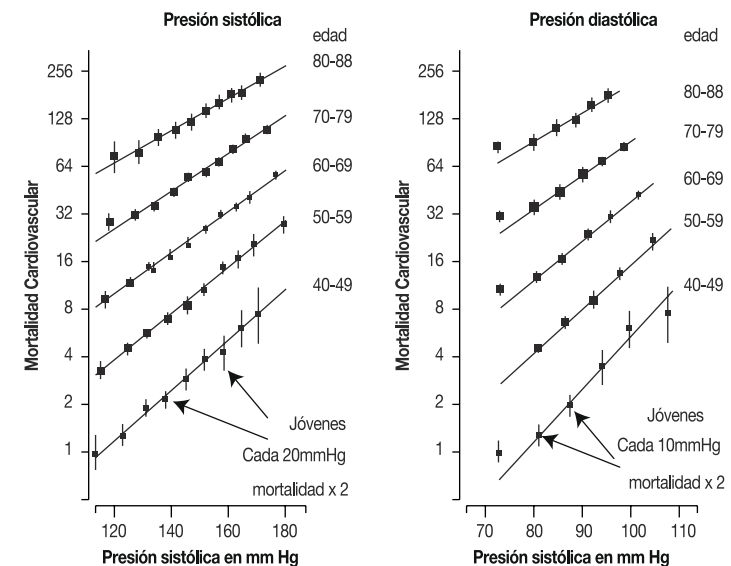 Presión sistólica
edad
80-88
70-79
60-69
50-59
40-49
256
128
64
32
16
8
4
2
1
Mortalidad Cardiovascular
Jóvenes
Cada 20mmHg
mortalidad x 2
120 140 160 180
Presión sistólica en mm Hg
Presión diastólica
edad
80-88
70-79
60-69
50-59
40-49
256
128
64
32
16
8
4
2
1
Mortalidad Cardiovascular
Jóvenes
Cada 10mmHg
mortalidad x 2
70 80 90 100 110
Presión sistólica en mm Hg